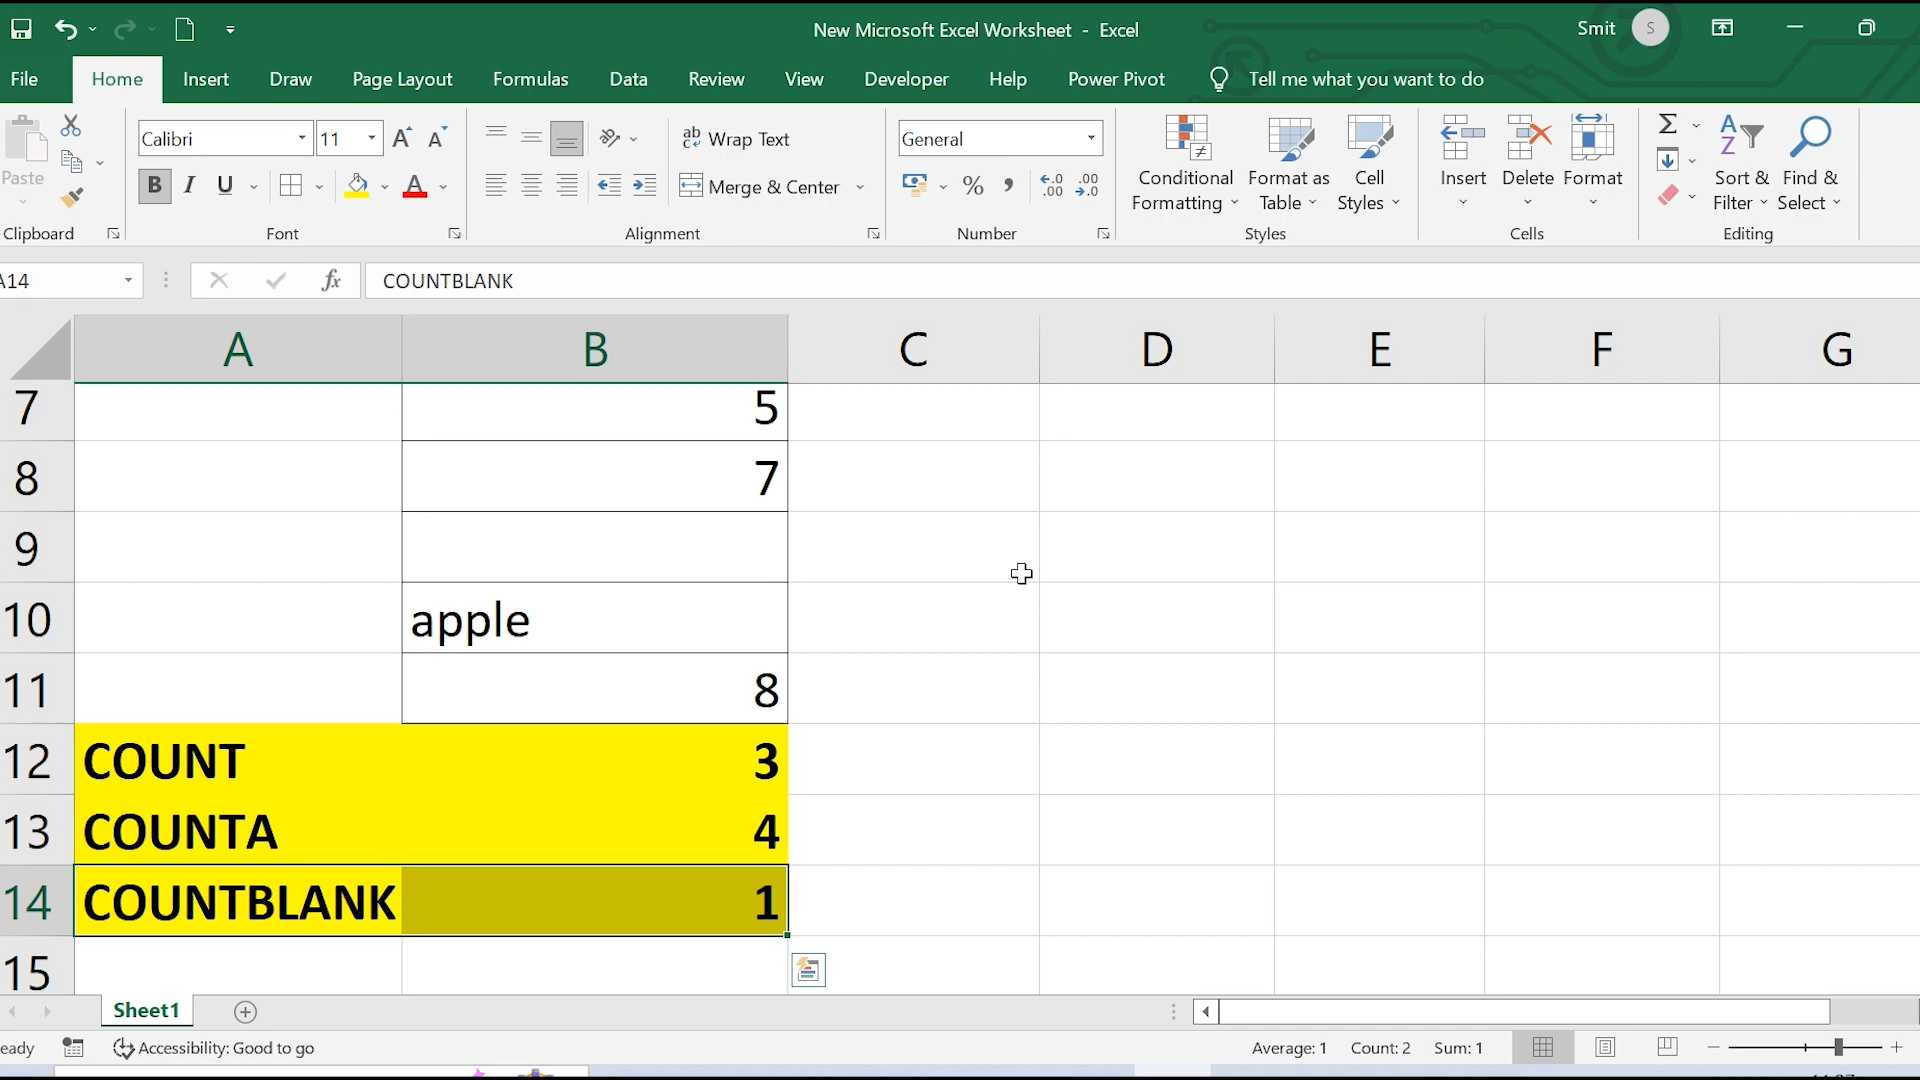 New Microsoft Excel Worksheet - Excel
Smit
S
File Home Insert Draw Page Layout Formulas Data Review View Developer Help Power Pivot Tell me what you want to do
Paste
Clipboard
Calibri 11
B I U
Font
ab Wrap Text
Merge & Center
Alignment
General
Number
Conditional Formatting
Format as Table
Cell Styles
Styles
Insert Delete Format
Cells
Sort & Filter
Find & Select
Editing
A14 fx COUNTBLANK
A B C D E F G
7 5
8 7
9
10 apple
11 8
12 COUNT 3
13 COUNTA 4
14 COUNTBLANK 1
15
Sheet1
Accessibility: Good to go
Average: 1 Count: 2 Sum: 1